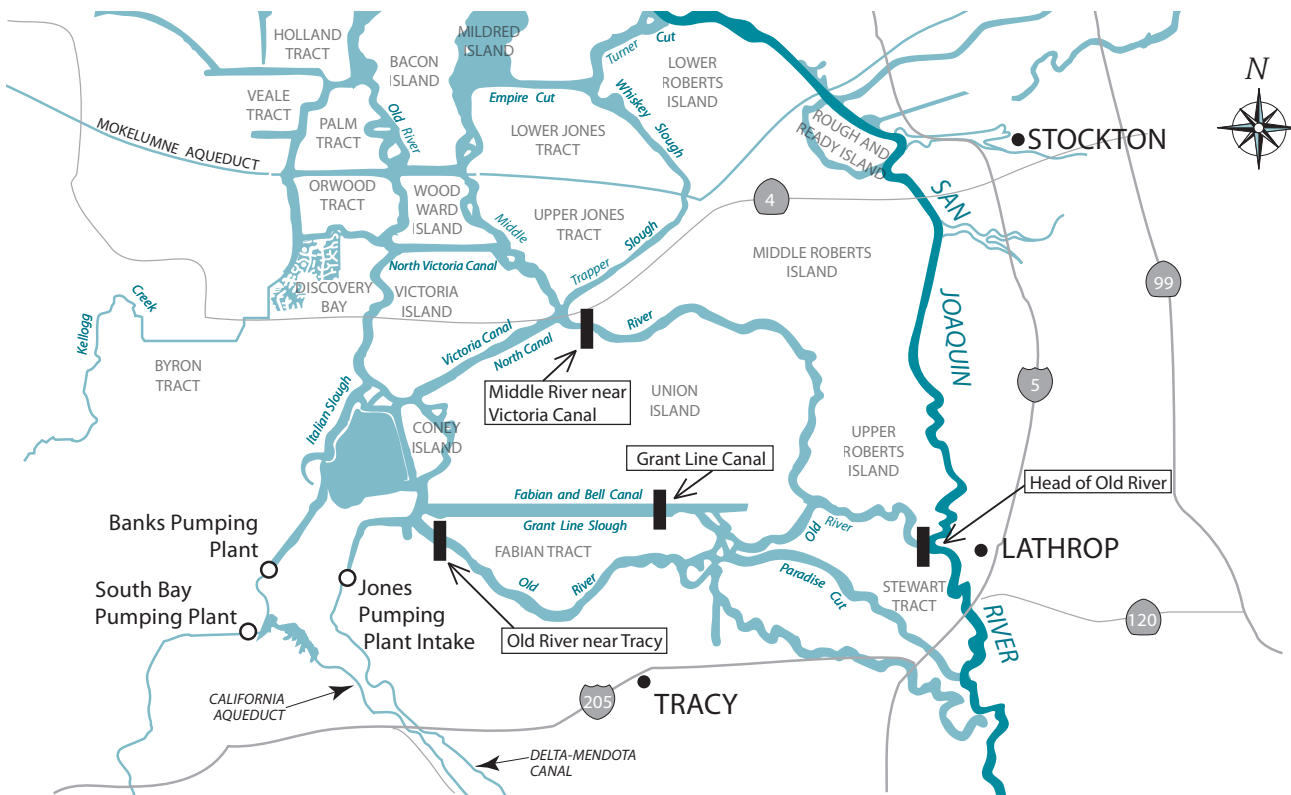 HOLLAND
TRACT
MILDRED
ISLAND
BACON
ISLAND
Turner Cut
LOWER
ROBERTS
ISLAND
N
VEALE
TRACT
Old River
Empire Cut
Whiskey Slough
PALM
TRACT
LOWER JONES
TRACT
ROUGH AND
READY ISLAND
STOCKTON
MOKELUMNE AQUEDUCT
ORWOOD
TRACT
WOOD
WARD
ISLAND
4
SAN
JOAQUIN
RIVER
Middle
UPPER JONES
TRACT
MIDDLE ROBERTS
ISLAND
North Victoria Canal
Trapper Slough
99
DISCOVERY
BAY
VICTORIA
ISLAND
Kellogg Creek
River
Victoria Canal
North Canal
BYRON
TRACT
Middle River near
Victoria Canal
UNION
ISLAND
5
Italian Slough
CONEY
ISLAND
UPPER
ROBERTS
ISLAND
Grant Line Canal
Head of Old River
Fabian and Bell Canal
Grant Line Slough
Old River
Banks Pumping
Plant
FABIAN TRACT
LATHROP
Old River
Paradise Cut
STEWART
TRACT
South Bay
Pumping Plant
Jones
Pumping
Plant Intake
Old River near Tracy
120
CALIFORNIA
AQUEDUCT
205
TRACY
DELTA-MENDOTA
CANAL